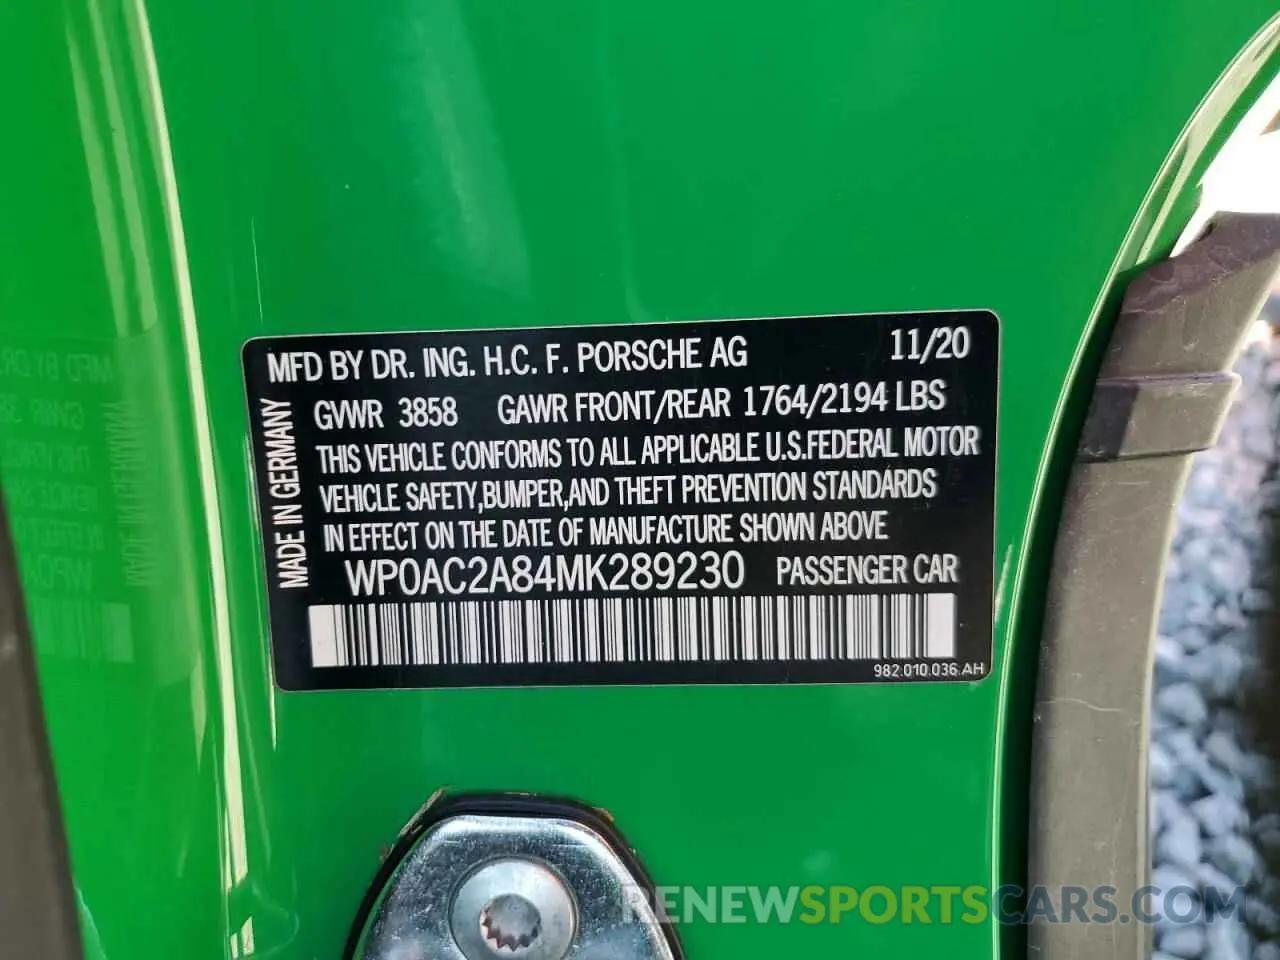 MFD BY DR. ING. H.C. F. PORSCHE AG 11/20
GVWR 3858 GAWR FRONT/REAR 1764/2194 LBS
THIS VEHICLE CONFORMS TO ALL APPLICABLE U.S.FEDERAL MOTOR
VEHICLE SAFETY,BUMPER,AND THEFT PREVENTION STANDARDS
IN EFFECT ON THE DATE OF MANUFACTURE SHOWN ABOVE
MADE IN GERMANY
WP0AC2A84MK289230 PASSENGER CAR
982.010.036.AH
RENEWSPORTSCARS.COM